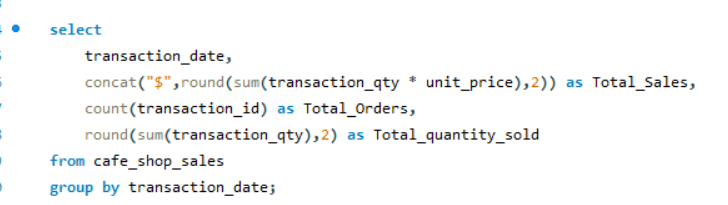 select
transaction_date,
concat("$",round(sum(transaction_qty * unit_price),2)) as Total_Sales,
count(transaction_id) as Total_Orders,
round(sum(transaction_qty),2) as Total_quantity_sold
from cafe_shop_sales
group by transaction_date;